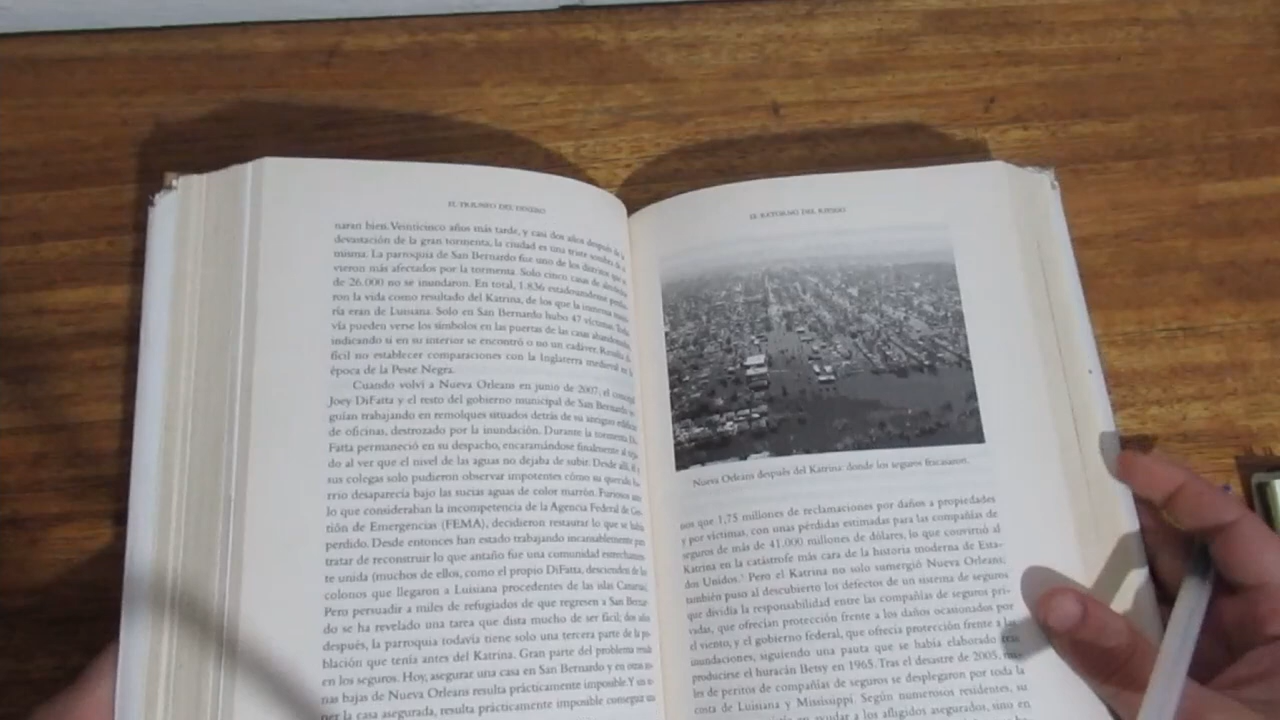 EL TRIUNFO DEL DINERO
naran bien. Veinticinco años más tarde, y casi dos años después de la
devastación de la gran tormenta, la ciudad es una triste sombra de sí
misma. La parroquia de San Bernardo fue uno de los distritos que se
vieron más afectados por la tormenta. Solo cinco casas de alrededor
de 26.000 no se inundaron. En total, 1.836 estadounidenses perdie-
ron la vida como resultado del Katrina, de los que la inmensa mayo-
ría eran de Luisiana. Solo en San Bernardo hubo 47 víctimas. Toda-
vía pueden verse los símbolos en las puertas de las casas abandonadas,
indicando si en su interior se encontró o no un cadáver. Resulta di-
fícil no establecer comparaciones con la Inglaterra medieval en la
época de la Peste Negra.
Cuando volví a Nueva Orleans en junio de 2007, el concejal
Joey DiFatta y el resto del gobierno municipal de San Bernardo se-
guían trabajando en remolques situados detrás de su antiguo edificio
de oficinas, destrozado por la inundación. Durante la tormenta Di-
Fatta permaneció en su despacho, encaramándose finalmente al teja-
do al ver que el nivel de las aguas no dejaba de subir. Desde allí, él y
sus colegas solo pudieron observar impotentes cómo su querido ba-
rrio desaparecía bajo las sucias aguas de color marrón. Furiosos ante
lo que consideraban la incompetencia de la Agencia Federal de Ges-
tión de Emergencias (FEMA), decidieron restaurar lo que se había
perdido. Desde entonces han estado trabajando incansablemente para
tratar de reconstruir lo que antaño fue una comunidad estrechamen-
te unida (muchos de ellos, como el propio DiFatta, descienden de los
colonos que llegaron a Luisiana procedentes de las islas Canarias).
Pero persuadir a miles de refugiados de que regresen a San Bernar-
do se ha revelado una tarea que dista mucho de ser fácil; dos años
después, la parroquia todavía tiene solo una tercera parte de la po-
blación que tenía antes del Katrina. Gran parte del problema reside
en los seguros. Hoy, asegurar una casa en San Bernardo y en otras zo-
nas bajas de Nueva Orleans resulta prácticamente imposible. Y sin
ner la casa asegurada, resulta prácticamente imposible conseguir una
EL RETORNO DEL RIESGO
Nueva Orleans después del Katrina: donde los seguros fracasaron.
nos que 1,75 millones de reclamaciones por daños a propiedades
y por víctimas, con unas pérdidas estimadas para las compañías de
seguros de más de 41.000 millones de dólares, lo que convirtió al
Katrina en la catástrofe más cara de la historia moderna de Esta-
dos Unidos. Pero el Katrina no solo sumergió Nueva Orleans;
también puso al descubierto los defectos de un sistema de seguros
que dividía la responsabilidad entre las compañías de seguros pri-
vadas, que ofrecían protección frente a los daños ocasionados por
el viento, y el gobierno federal, que ofrecía protección frente a las
inundaciones, siguiendo una pauta que se había elaborado tras
producirse el huracán Betsy en 1965. Tras el desastre de 2005,
les de peritos de compañías de seguros se desplegaron por toda la
costa de Luisiana y Mississippi. Según numerosos residentes, su
en ayudar a los afligidos asegurados, sino en